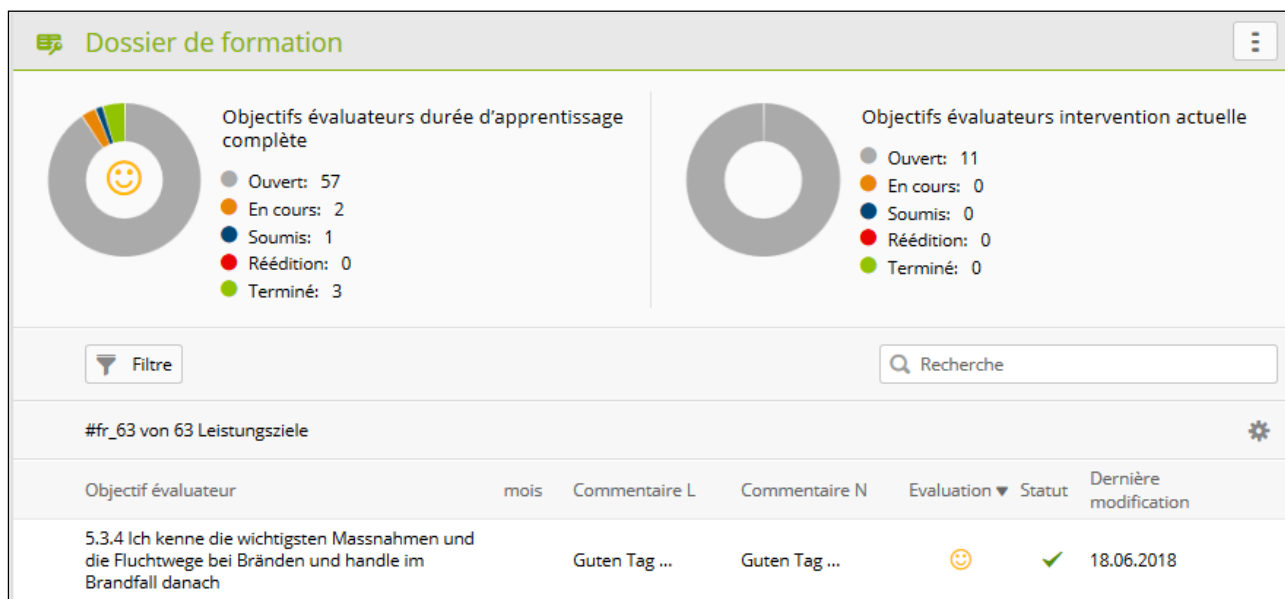 Dossier de formation
Objectifs évaluateurs durée d'apprentissage
complète
Ouvert: 57
En cours: 2
Soumis: 1
Réédition: 0
Terminé: 3
Objectifs évaluateurs intervention actuelle
Ouvert: 11
En cours: 0
Soumis: 0
Réédition: 0
Terminé: 0
Filtre
Recherche
#fr_63 von 63 Leistungsziele
Objectif évaluateur mois Commentaire L Commentaire N Evaluation ▼ Statut Dernière
modification
5.3.4 Ich kenne die wichtigsten Massnahmen und
die Fluchtwege bei Bränden und handle im
Brandfall danach
Guten Tag ... Guten Tag ... 18.06.2018